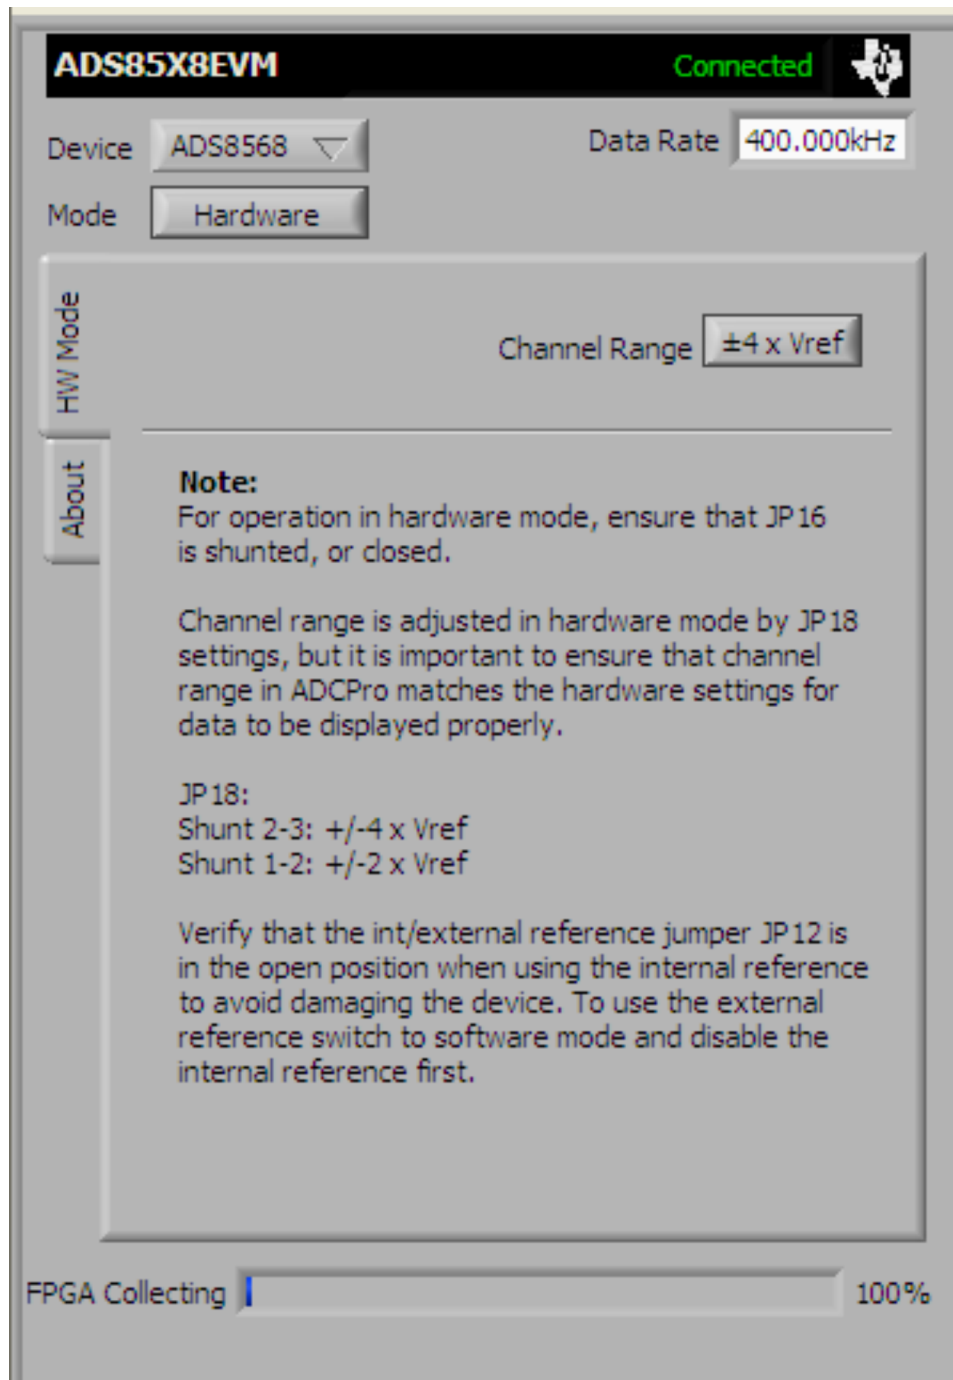 ADS85X8EVM Connected
Device ADS8568 Data Rate 400.000kHz
Mode Hardware
HW Mode
About
Channel Range ±4 x Vref
Note:
For operation in hardware mode, ensure that JP16
is shunted, or closed.
Channel range is adjusted in hardware mode by JP18
settings, but it is important to ensure that channel
range in ADCPro matches the hardware settings for
data to be displayed properly.
JP18:
Shunt 2-3: +/-4 x Vref
Shunt 1-2: +/-2 x Vref
Verify that the int/external reference jumper JP12 is
in the open position when using the internal reference
to avoid damaging the device. To use the external
reference switch to software mode and disable the
internal reference first.
FPGA Collecting 100%